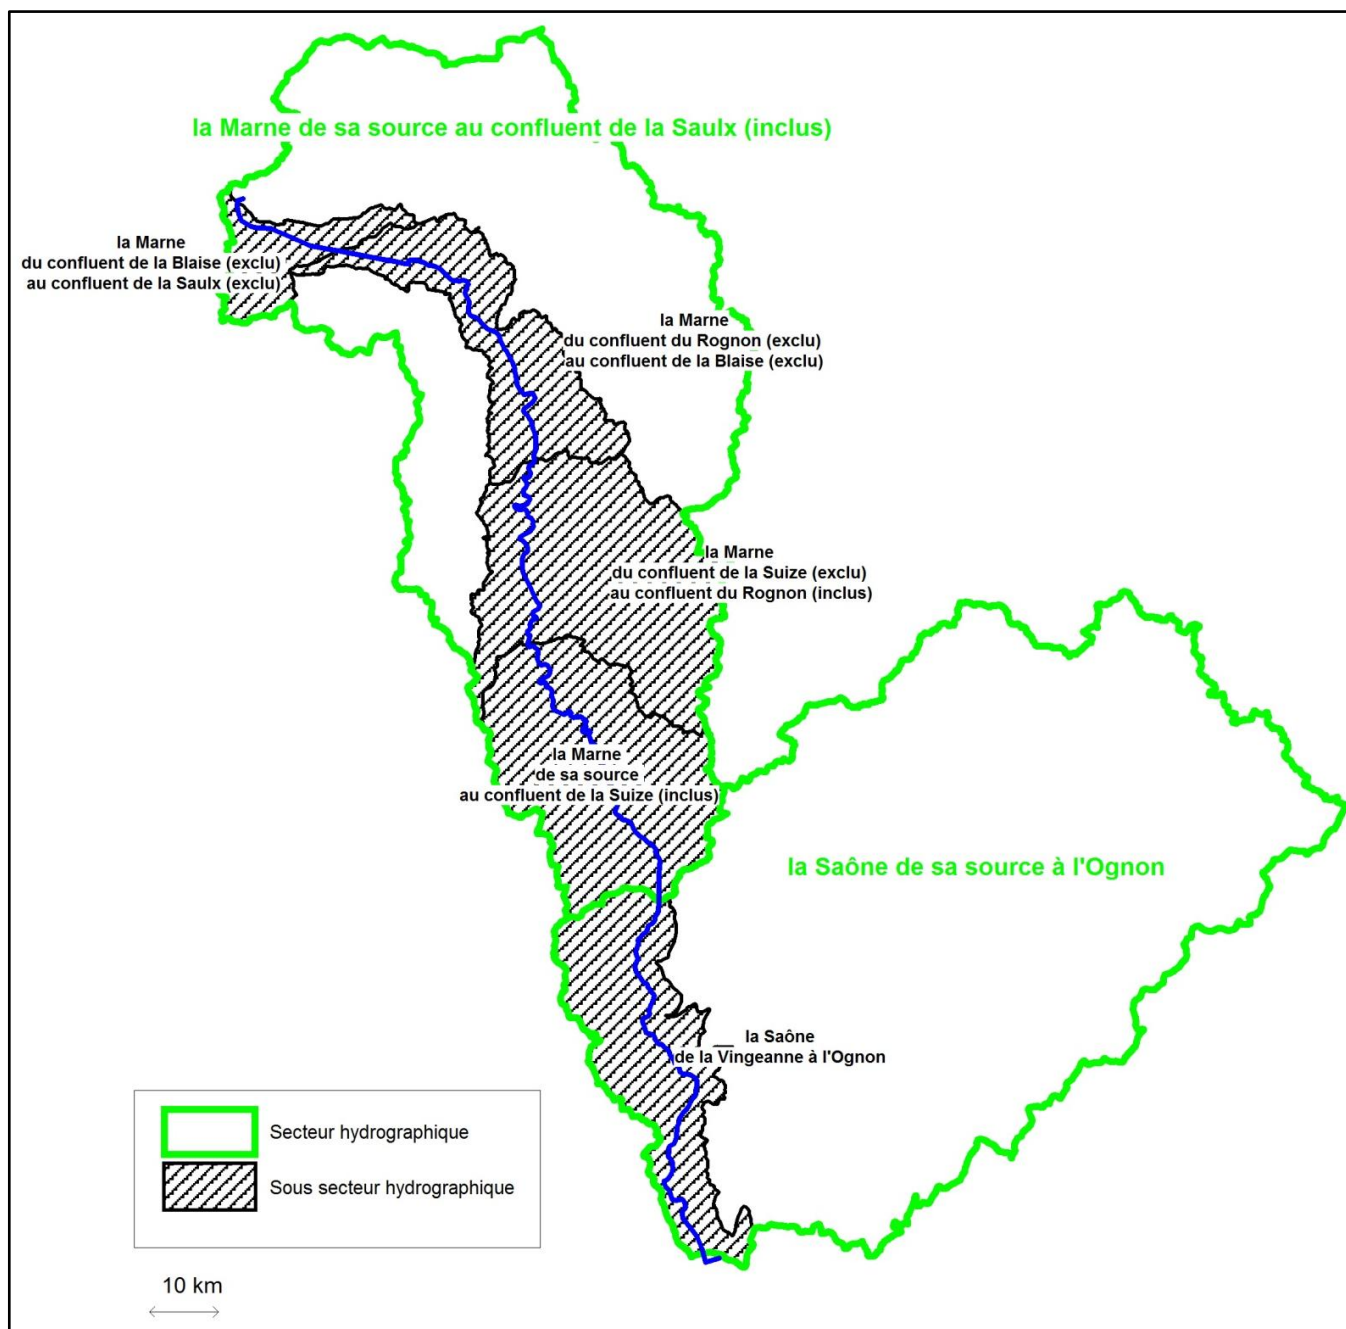 la Marne de sa source au confluent de la Saulx (inclus)
la Marne
du confluent de la Blaise (exclu)
au confluent de la Saulx (exclu)
la Marne
du confluent du Rognon (exclu)
au confluent de la Blaise (exclu)
la Marne
du confluent de la Suize (exclu)
au confluent du Rognon (inclus)
la Marne
de sa source
au confluent de la Suize (inclus)
la Saône de sa source à l'Ognon
la Saône
de la Vingeanne à l'Ognon
Secteur hydrographique
Sous secteur hydrographique
10 km